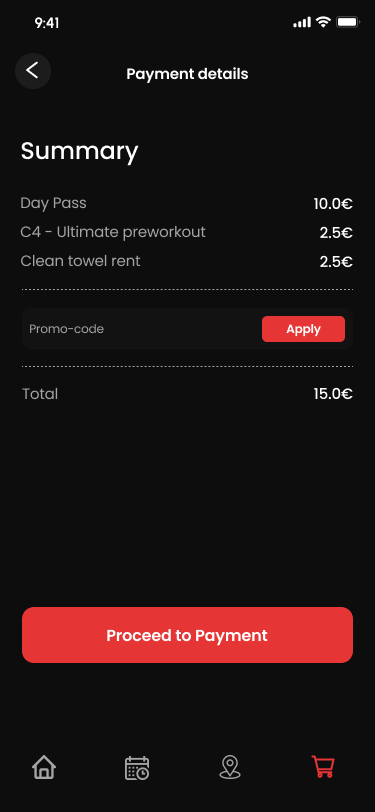 9:41
Payment details
Summary
Day Pass 10.0€
C4 - Ultimate preworkout 2.5€
Clean towel rent 2.5€
Promo-code Apply
Total 15.0€
Proceed to Payment